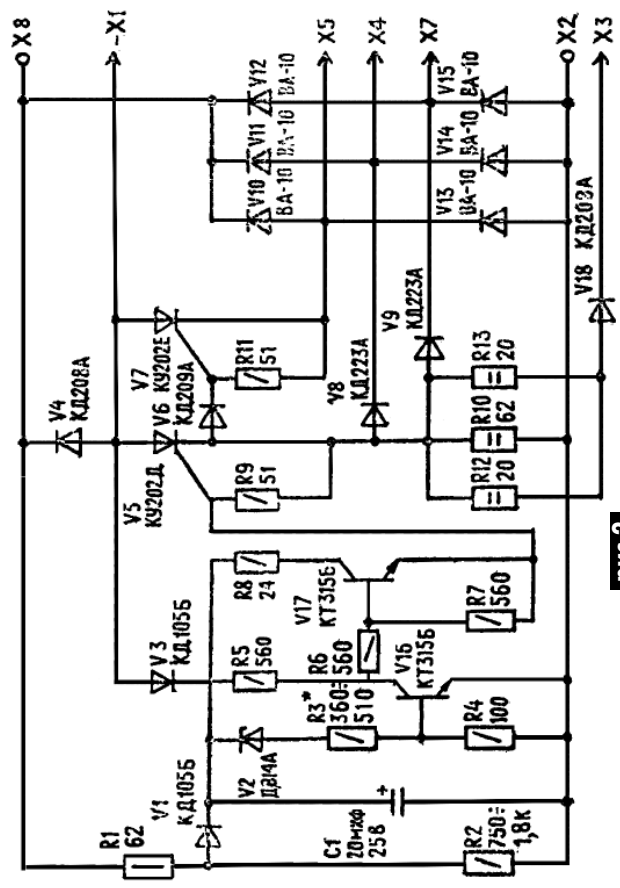 X8
X1
X5
X4
X7
X2
X3
V12
ВА-10
V11
ВА-10
V10
ВА-10
V15
ВА-10
V14
ВА-10
V13
ВА-10
V18
КД208А
V4
КД208А
V7
КУ202Е
V6
КД209А
V5
КУ202Д
R11
51
R9
51
V8
КД223А
V9
КД223А
R13
20
R10
62
R12
20
V3
КД105Б
R8
24
V17
КТ315Б
R7
560
R5
560
R6
560
V16
КТ315Б
V2
Д814А
R3*
360÷
510
R4
100
V1
КД105Б
R1
62
С1
20мкф
25В
+
R2
750÷
1,8к